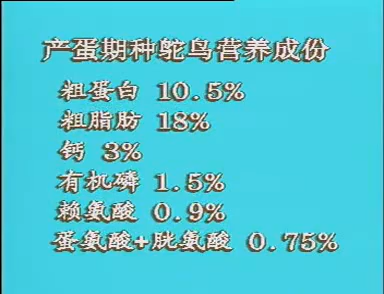 产蛋期种鸵鸟营养成份
粗蛋白 10.5%
粗脂肪 18%
钙 3%
有机磷 1.5%
赖氨酸 0.9%
蛋氨酸+胱氨酸 0.75%